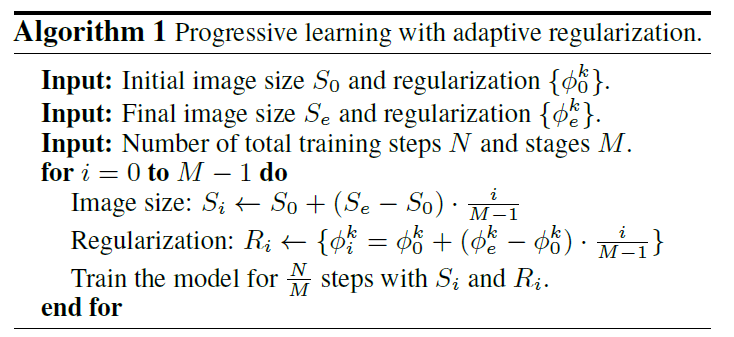 Algorithm 1 Progressive learning with adaptive regularization.
Input: Initial image size $S_0$ and regularization $\{\phi_0^k\}$.
Input: Final image size $S_e$ and regularization $\{\phi_e^k\}$.
Input: Number of total training steps $N$ and stages $M$.
for $i = 0$ to $M - 1$ do
Image size: $S_i \leftarrow S_0 + (S_e - S_0) \cdot \frac{i}{M-1}$
Regularization: $R_i \leftarrow \{\phi_i^k = \phi_0^k + (\phi_e^k - \phi_0^k) \cdot \frac{i}{M-1}\}$
Train the model for $\frac{N}{M}$ steps with $S_i$ and $R_i$.
end for